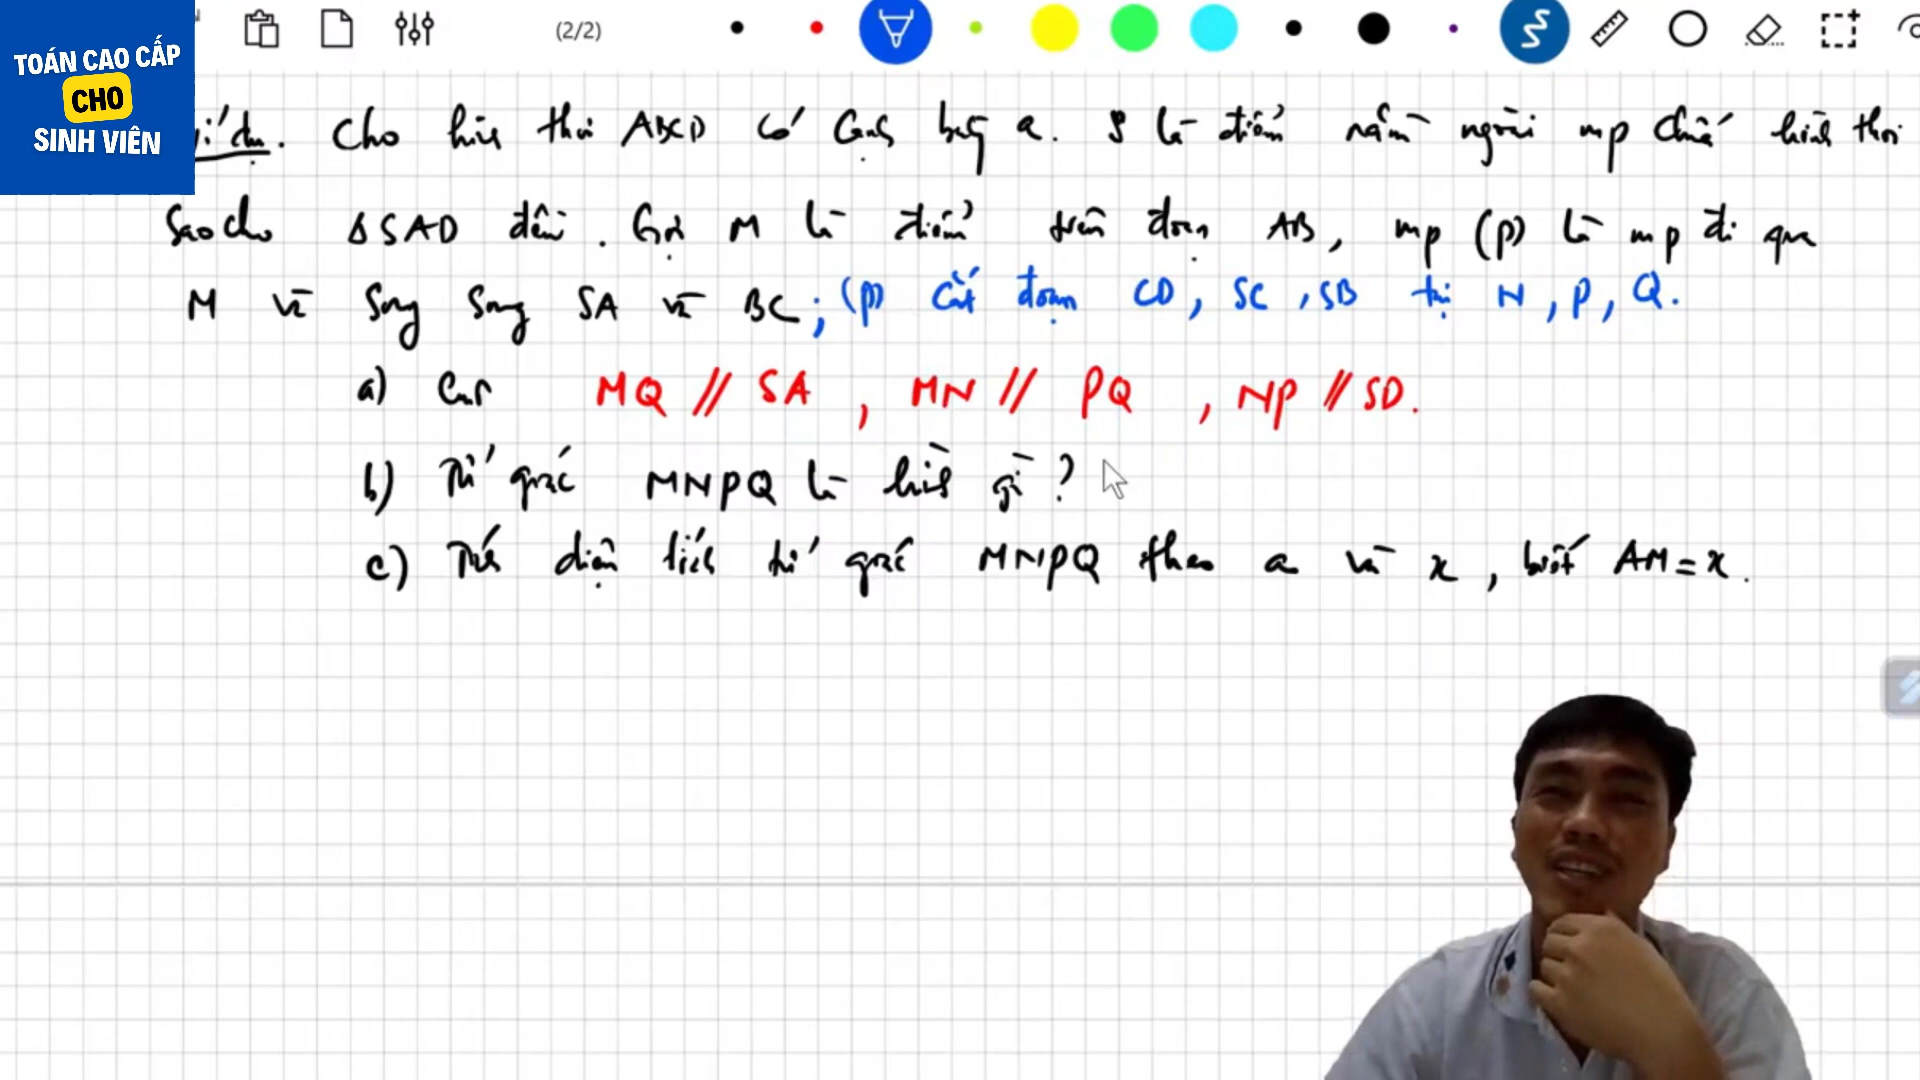 TOÁN CAO CẤP
CHO
SINH VIÊN
(2/2)
Ví dụ. Cho hình thoi ABCD có cạnh bằng a. S là điểm nằm ngoài mp chứa hình thoi
sao cho ΔSAD đều. Gọi M là điểm trên đoạn AB, mp (P) là mp đi qua
M và song song SA và BC; (P) cắt đoạn CD, SC, SB tại N, P, Q.
a) CMR MQ // SA, MN // PQ, NP // SD.
b) Tứ giác MNPQ là hình gì?
c) Tính diện tích tứ giác MNPQ theo a và x, biết AM = x.